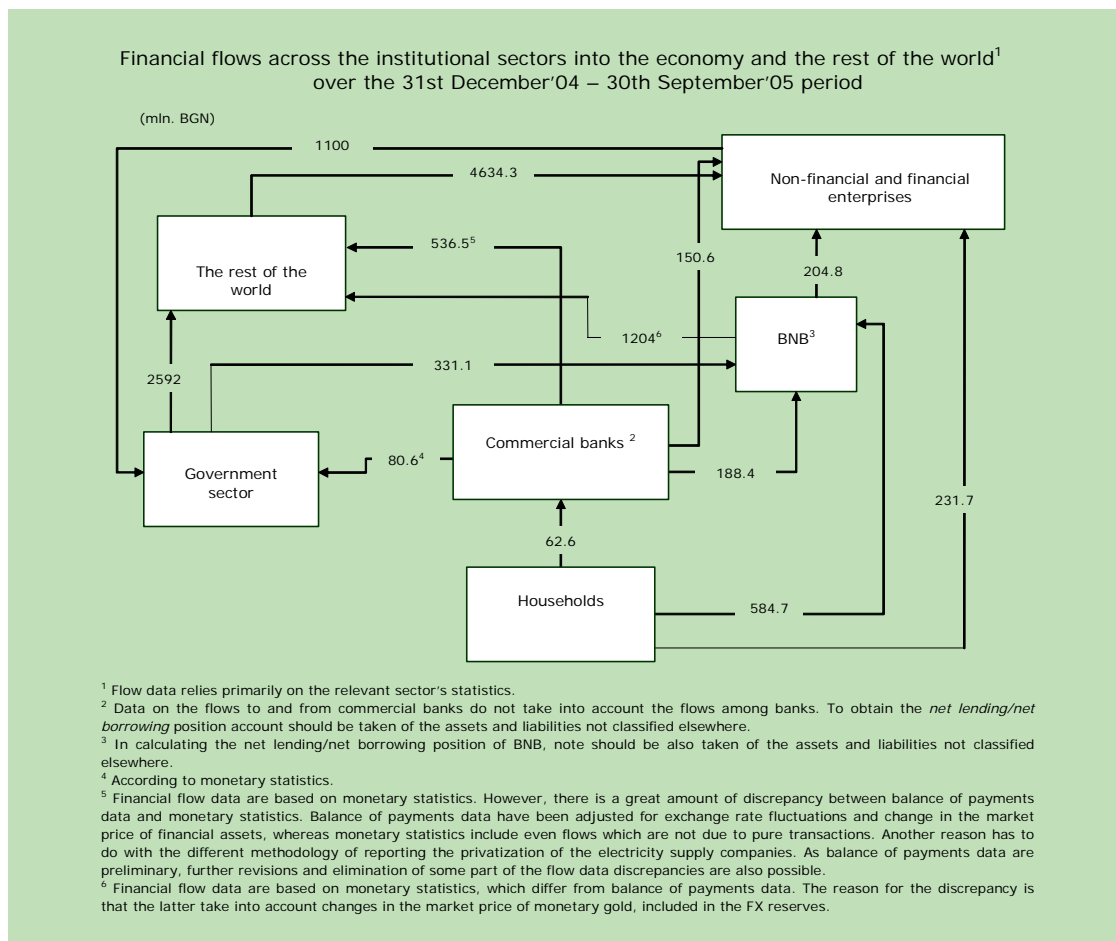 Financial flows across the institutional sectors into the economy and the rest of the world¹
over the 31st December'04 – 30th September'05 period
(mln. BGN)
1100
4634.3
Non-financial and financial
enterprises
536.5⁵
150.6
204.8
The rest of the
world
1204⁶
BNB³
2592
331.1
Commercial banks ²
80.6⁴
188.4
Government
sector
231.7
62.6
Households
584.7
¹ Flow data relies primarily on the relevant sector's statistics.
² Data on the flows to and from commercial banks do not take into account the flows among banks. To obtain the net lending/net
borrowing position account should be taken of the assets and liabilities not classified elsewhere.
³ In calculating the net lending/net borrowing position of BNB, note should be also taken of the assets and liabilities not classified
elsewhere.
⁴ According to monetary statistics.
⁵ Financial flow data are based on monetary statistics. However, there is a great amount of discrepancy between balance of payments
data and monetary statistics. Balance of payments data have been adjusted for exchange rate fluctuations and change in the market
price of financial assets, whereas monetary statistics include even flows which are not due to pure transactions. Another reason has to
do with the different methodology of reporting the privatization of the electricity supply companies. As balance of payments data are
preliminary, further revisions and elimination of some part of the flow data discrepancies are also possible.
⁶ Financial flow data are based on monetary statistics, which differ from balance of payments data. The reason for the discrepancy is
that the latter take into account changes in the market price of monetary gold, included in the FX reserves.